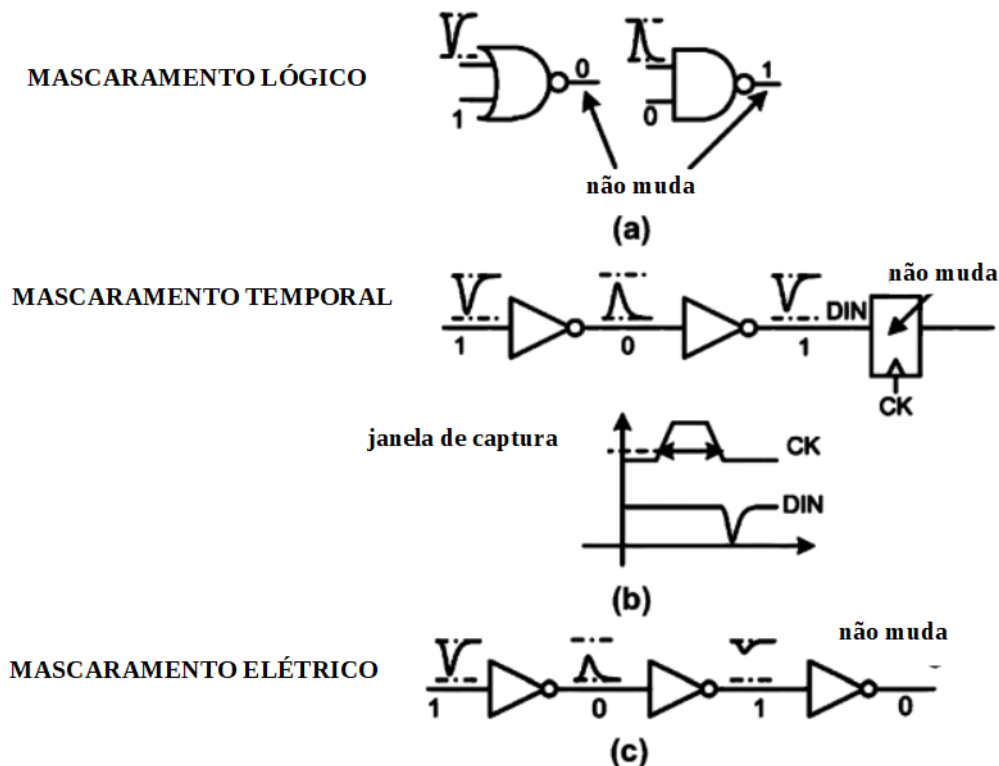 MASCARAMENTO LÓGICO
0
1
1
0
não muda
(a)
MASCARAMENTO TEMPORAL
não muda
DIN
1
0
1
CK
janela de captura
CK
DIN
(b)
MASCARAMENTO ELÉTRICO
não muda
1
0
1
0
(c)